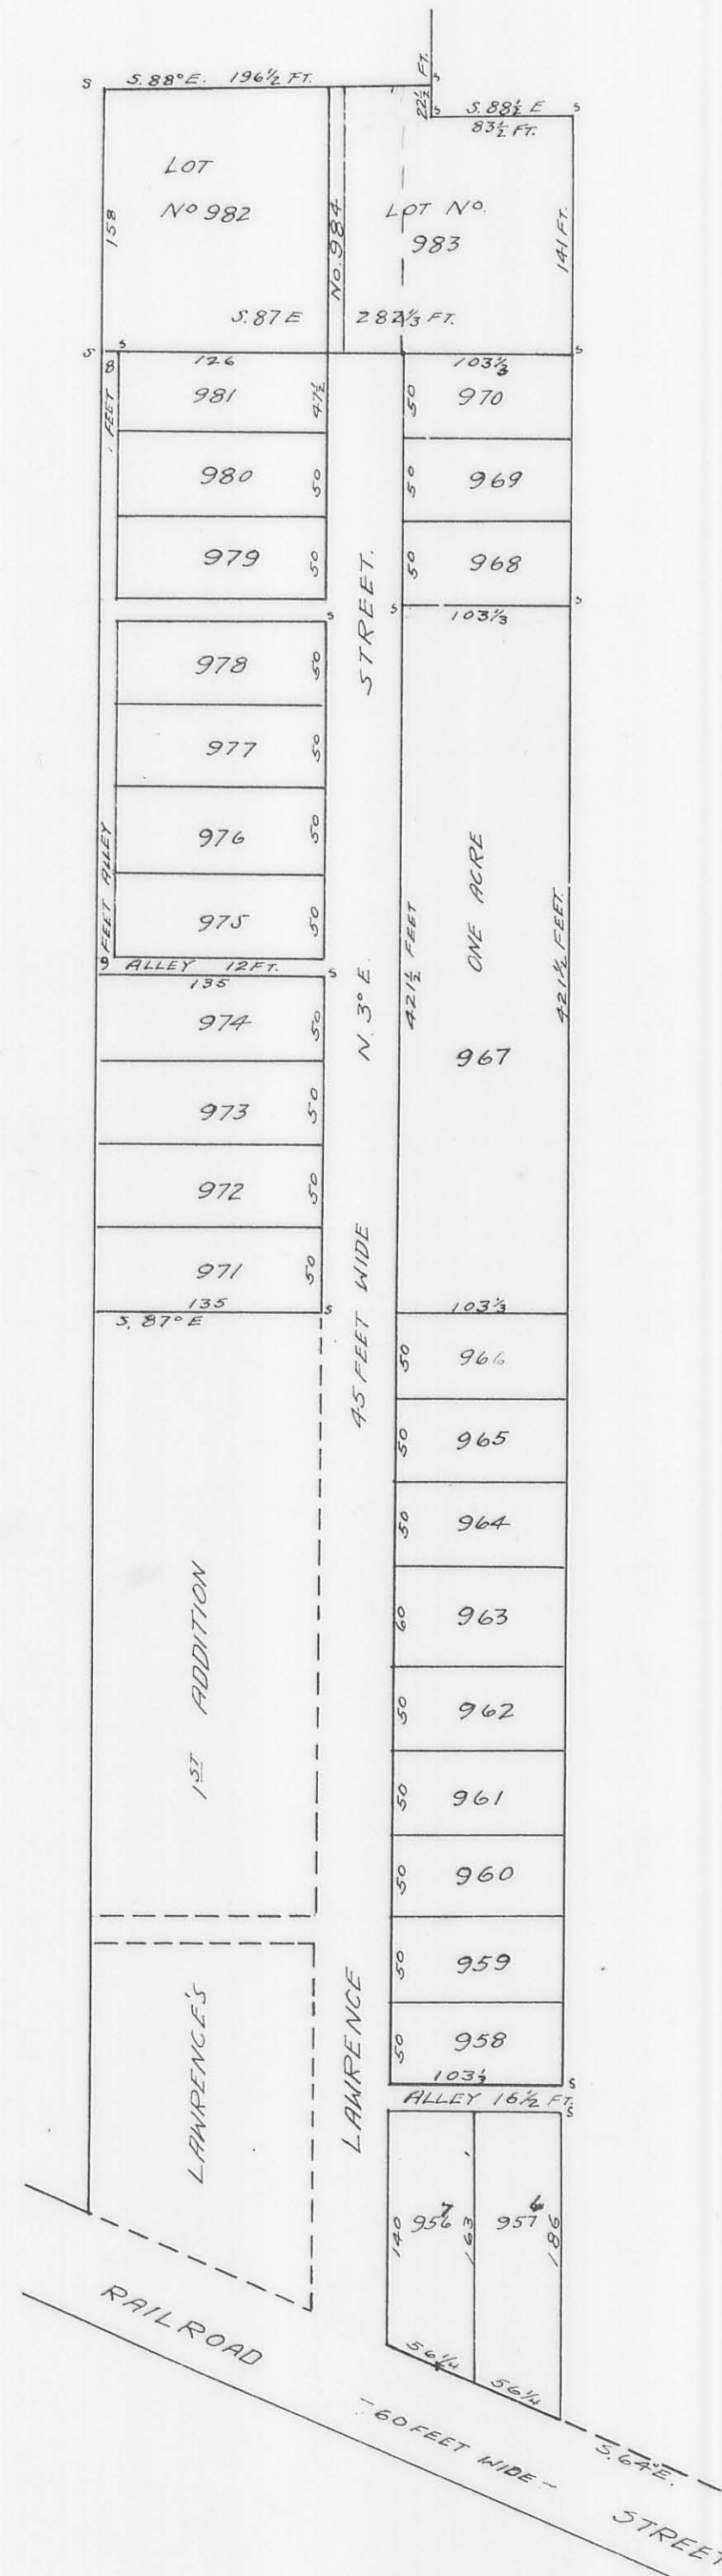 S. 88° E. 196½ FT.
22½ FT.
S
S
S
S. 88½ E
S
83½ FT.
LOT
No 982
158
No. 984
LOT No.
983
141 FT.
S. 87 E 282⅓ FT.
S
S
S
8
FEET
126
981
47½
103⅓
50
970
980
50
50
969
979
50
50
968
S
S
S
103⅓
STREET.
978
50
977
50
976
50
975
50
9 FEET ALLEY
ALLEY 12 FT.
S
135
974
50
N. 3° E.
421½ FEET
ONE ACRE
421½ FEET.
967
973
50
972
50
971
50
135
S
S. 87° E
45 FEET WIDE
103⅓
50
966
50
965
50
964
60
963
50
962
50
961
50
960
50
959
50
958
103⅓
S
1ST ADDITION
LAWRENCE'S
LAWRENCE
ALLEY 16½ FT.
S
140
956
7
163
957
6
186
56¼
56¼
RAILROAD
-60 FEET WIDE-
S. 64° E.
STREET